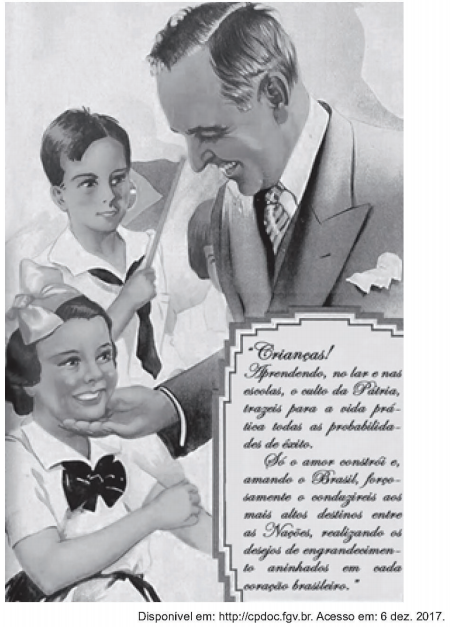 "Crianças!
Aprendendo, no lar e nas
escolas, o culto da Pátria,
trazeis para a vida prá-
tica todas as probabilida-
des de êxito.
Só o amor constrói e,
amando o Brasil, forço-
samente o conduzireis aos
mais altos destinos entre
as Nações, realizando os
desejos de engrandecimen-
to aninhados em cada
coração brasileiro."
Disponível em: http://cpdoc.fgv.br. Acesso em: 6 dez. 2017.